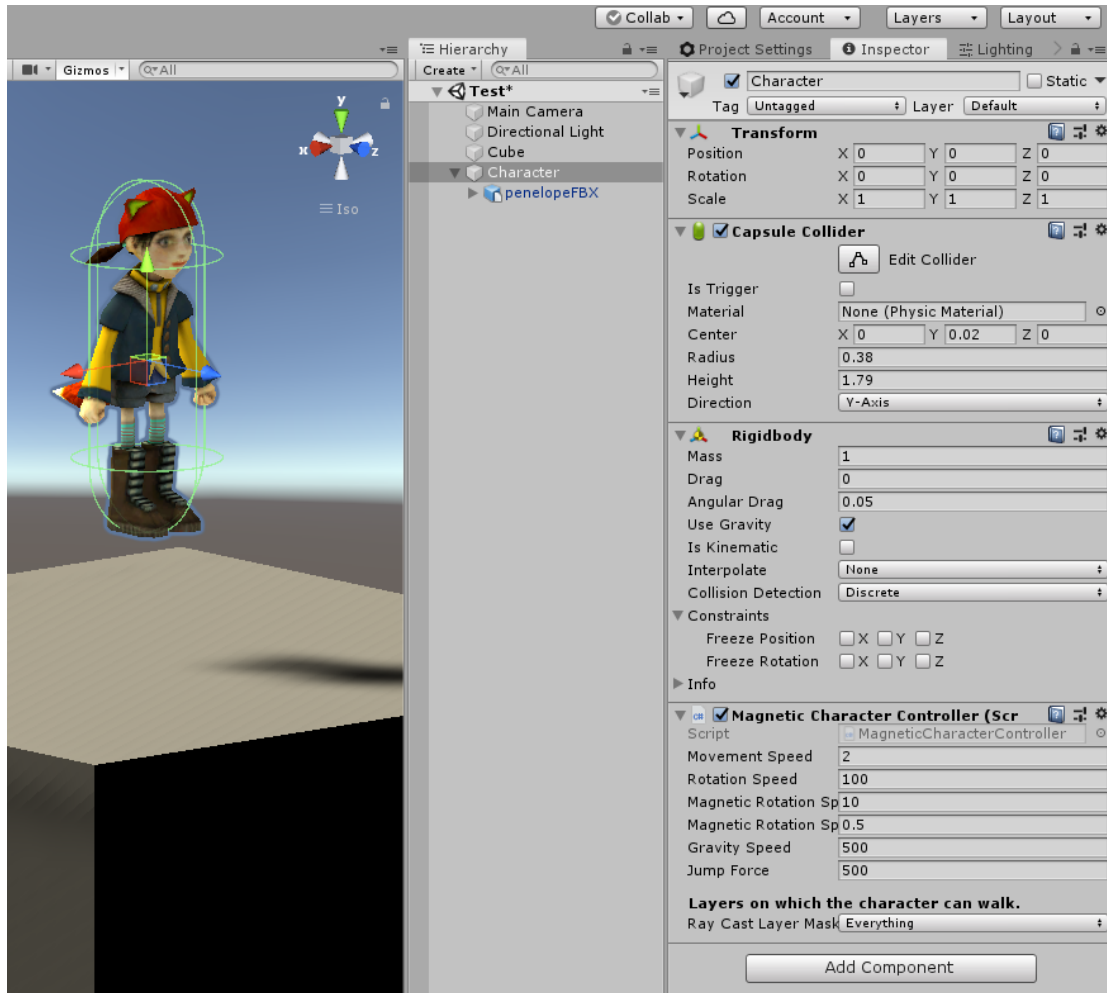 Collab Account Layers Layout
Hierarchy Project Settings Inspector Lighting
Gizmos All Create All Character Static
Test* Tag Untagged Layer Default
Main Camera
Directional Light
Cube
Character
penelopeFBX
y
x z
Iso
Transform
Position X 0 Y 0 Z 0
Rotation X 0 Y 0 Z 0
Scale X 1 Y 1 Z 1
Capsule Collider
Edit Collider
Is Trigger
Material None (Physic Material)
Center X 0 Y 0.02 Z 0
Radius 0.38
Height 1.79
Direction Y-Axis
Rigidbody
Mass 1
Drag 0
Angular Drag 0.05
Use Gravity
Is Kinematic
Interpolate None
Collision Detection Discrete
Constraints
Freeze Position X Y Z
Freeze Rotation X Y Z
Info
C# Magnetic Character Controller (Scr
Script MagneticCharacterController
Movement Speed 2
Rotation Speed 100
Magnetic Rotation Sp 10
Magnetic Rotation Sp 0.5
Gravity Speed 500
Jump Force 500
Layers on which the character can walk.
Ray Cast Layer Mask Everything
Add Component